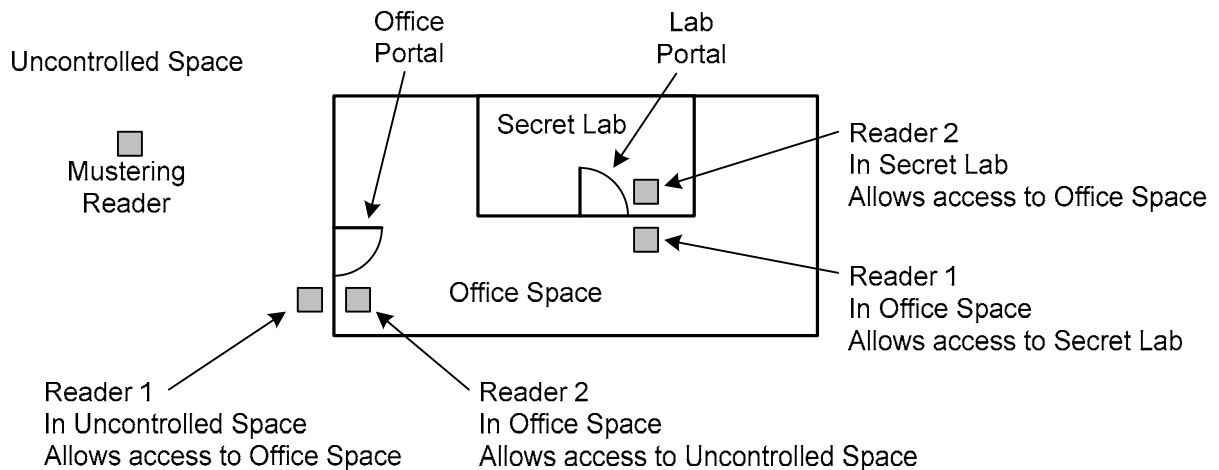 Office
Portal
Lab
Portal
Uncontrolled Space
Mustering
Reader
Secret Lab
Reader 2
In Secret Lab
Allows access to Office Space
Office Space
Reader 1
In Office Space
Allows access to Secret Lab
Reader 1
In Uncontrolled Space
Allows access to Office Space
Reader 2
In Office Space
Allows access to Uncontrolled Space